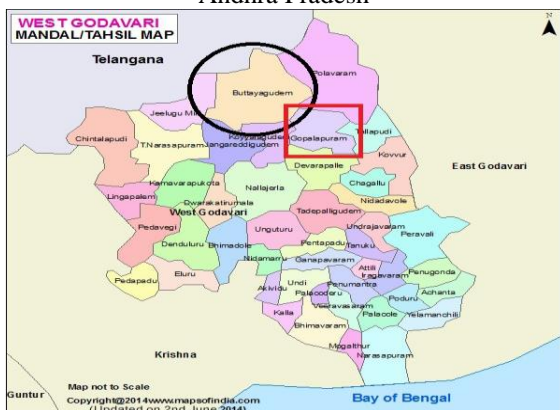 Andhra Pradesh
WEST GODAVARI
MANDAL/TAHSIL MAP
N
Telangana
Polavaram
Buttayagudem
Jeelugu Milli
Chintalapudi
T.Narasapuram
Jangareddigudem
Koyyalagudem
Gopalapuram
Tallapudi
Kovvur
Devarapalle
East Godavari
Kamavarapukota
Nallajerla
Chagallu
Lingapalem
Dwarakatirumala
Nidadavole
West Godavari
Tadepalligudem
Pedavegi
Unguturu
Undrajavaram
Peravali
Denduluru
Bhimadole
Pentapadu
Tanuku
Nidamarru
Ganapavaram
Pedapadu
Eluru
Attili
Iragavaram
Penugonda
Akividu
Undi
Penumantra
Palacoderu
Achanta
Veeravasaram
Poduru
Kalla
Palacole
Yelamanchili
Bhimavaram
Mogalthur
Krishna
Narasapuram
Guntur
Map not to Scale
Copyright@2014www.mapsofindia.com
(Updated on 2nd June 2014)
Bay of Bengal